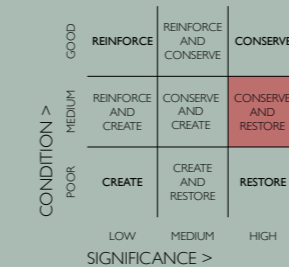 GOOD
REINFORCE
REINFORCE
AND
CONSERVE
CONSERVE
CONDITION >
MEDIUM
REINFORCE
AND
CREATE
CONSERVE
AND
CREATE
CONSERVE
AND
RESTORE
POOR
CREATE
CREATE
AND
RESTORE
RESTORE
LOW
MEDIUM
HIGH
SIGNIFICANCE >